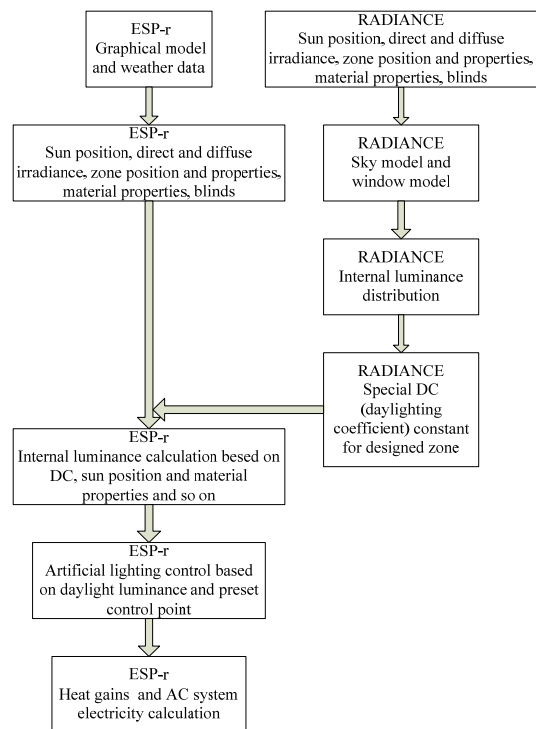 ESP-r
Graphical model
and weather data
RADIANCE
Sun position, direct and diffuse
irradiance, zone position and properties,
material properties, blinds
ESP-r
Sun position, direct and diffuse
irradiance, zone position and properties,
material properties, blinds
RADIANCE
Sky model and
window model
RADIANCE
Internal luminance
distribution
RADIANCE
Special DC
(daylighting
coefficient) constant
for designed zone
ESP-r
Internal luminance calculation besed on
DC, sun position and material
properties and so on
ESP-r
Artificial lighting control based
on daylight luminance and preset
control point
ESP-r
Heat gains and AC system
electricity calculation